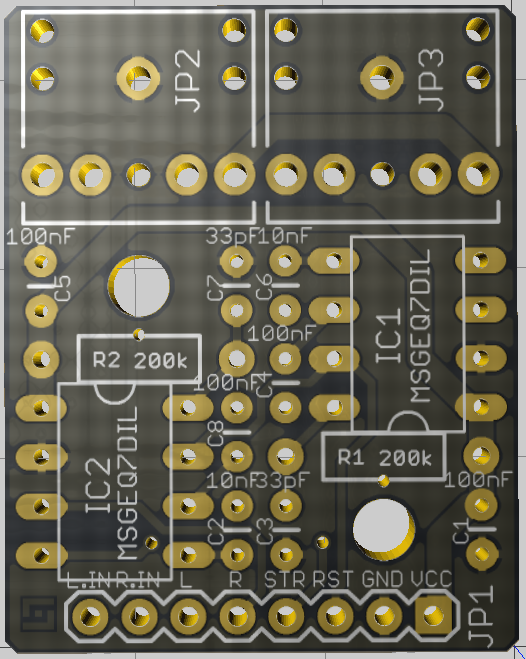 JP2
JP3
100nF
33pF 10nF
C5
C7
C6
IC1
MSGEQ7DIL
100nF
R2 200k
100nF
C4
C8
IC2
MSGEQ7DIL
R1 200k
10nF 33pF
100nF
C2
C3
C1
L.IN R.IN L R STR RST GND VCC
JP1